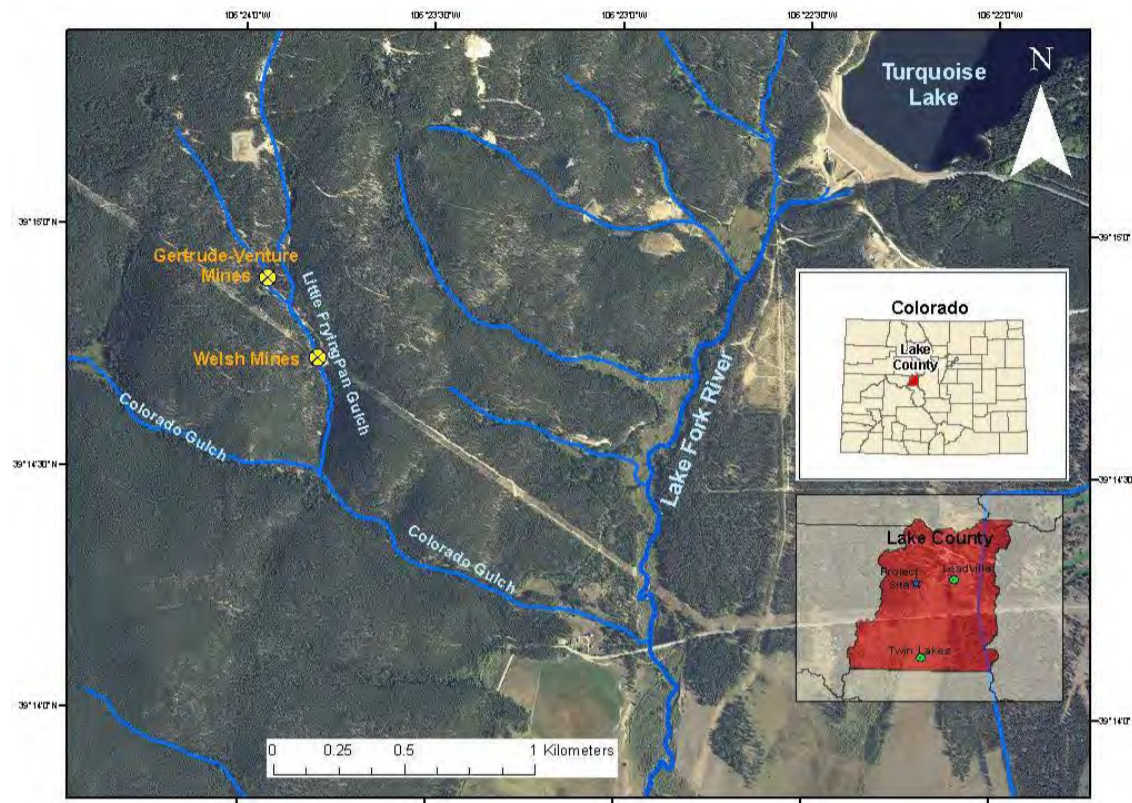 106°24'0"W 106°23'30"W 106°23'0"W 106°22'30"W 106°22'0"W
Turquoise
Lake
N
39°15'0"N
39°15'0"N
Gertrude-Venture
Mines
Little FryingPan Gulch
Welsh Mines
Colorado Gulch
Lake Fork River
Colorado
Lake
County
39°14'30"N
39°14'30"N
Colorado Gulch
Lake County
Project
Site
Leadville
Twin Lakes
39°14'0"N
39°14'0"N
0 0.25 0.5 1 Kilometers